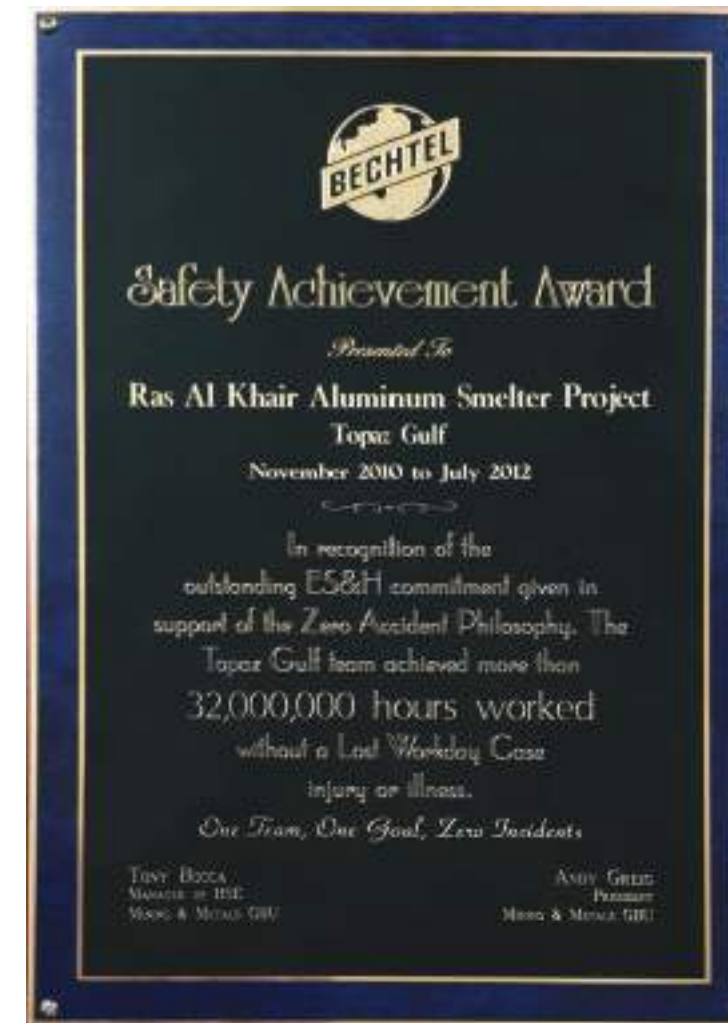 BECHTEL
Safety Achievement Award
Presented To
Ras Al Khair Aluminum Smelter Project
Topaz Gulf
November 2010 to July 2012
In recognition of the
outstanding ES&H commitment given in
support of the Zero Accident Philosophy. The
Topaz Gulf team achieved more than
32,000,000 hours worked
without a Lost Workday Case
injury or illness.
One Team, One Goal, Zero Incidents
Tony Bocca
Manager of HSE
Mining & Metals GBU
Andy Greig
President
Mining & Metals GBU